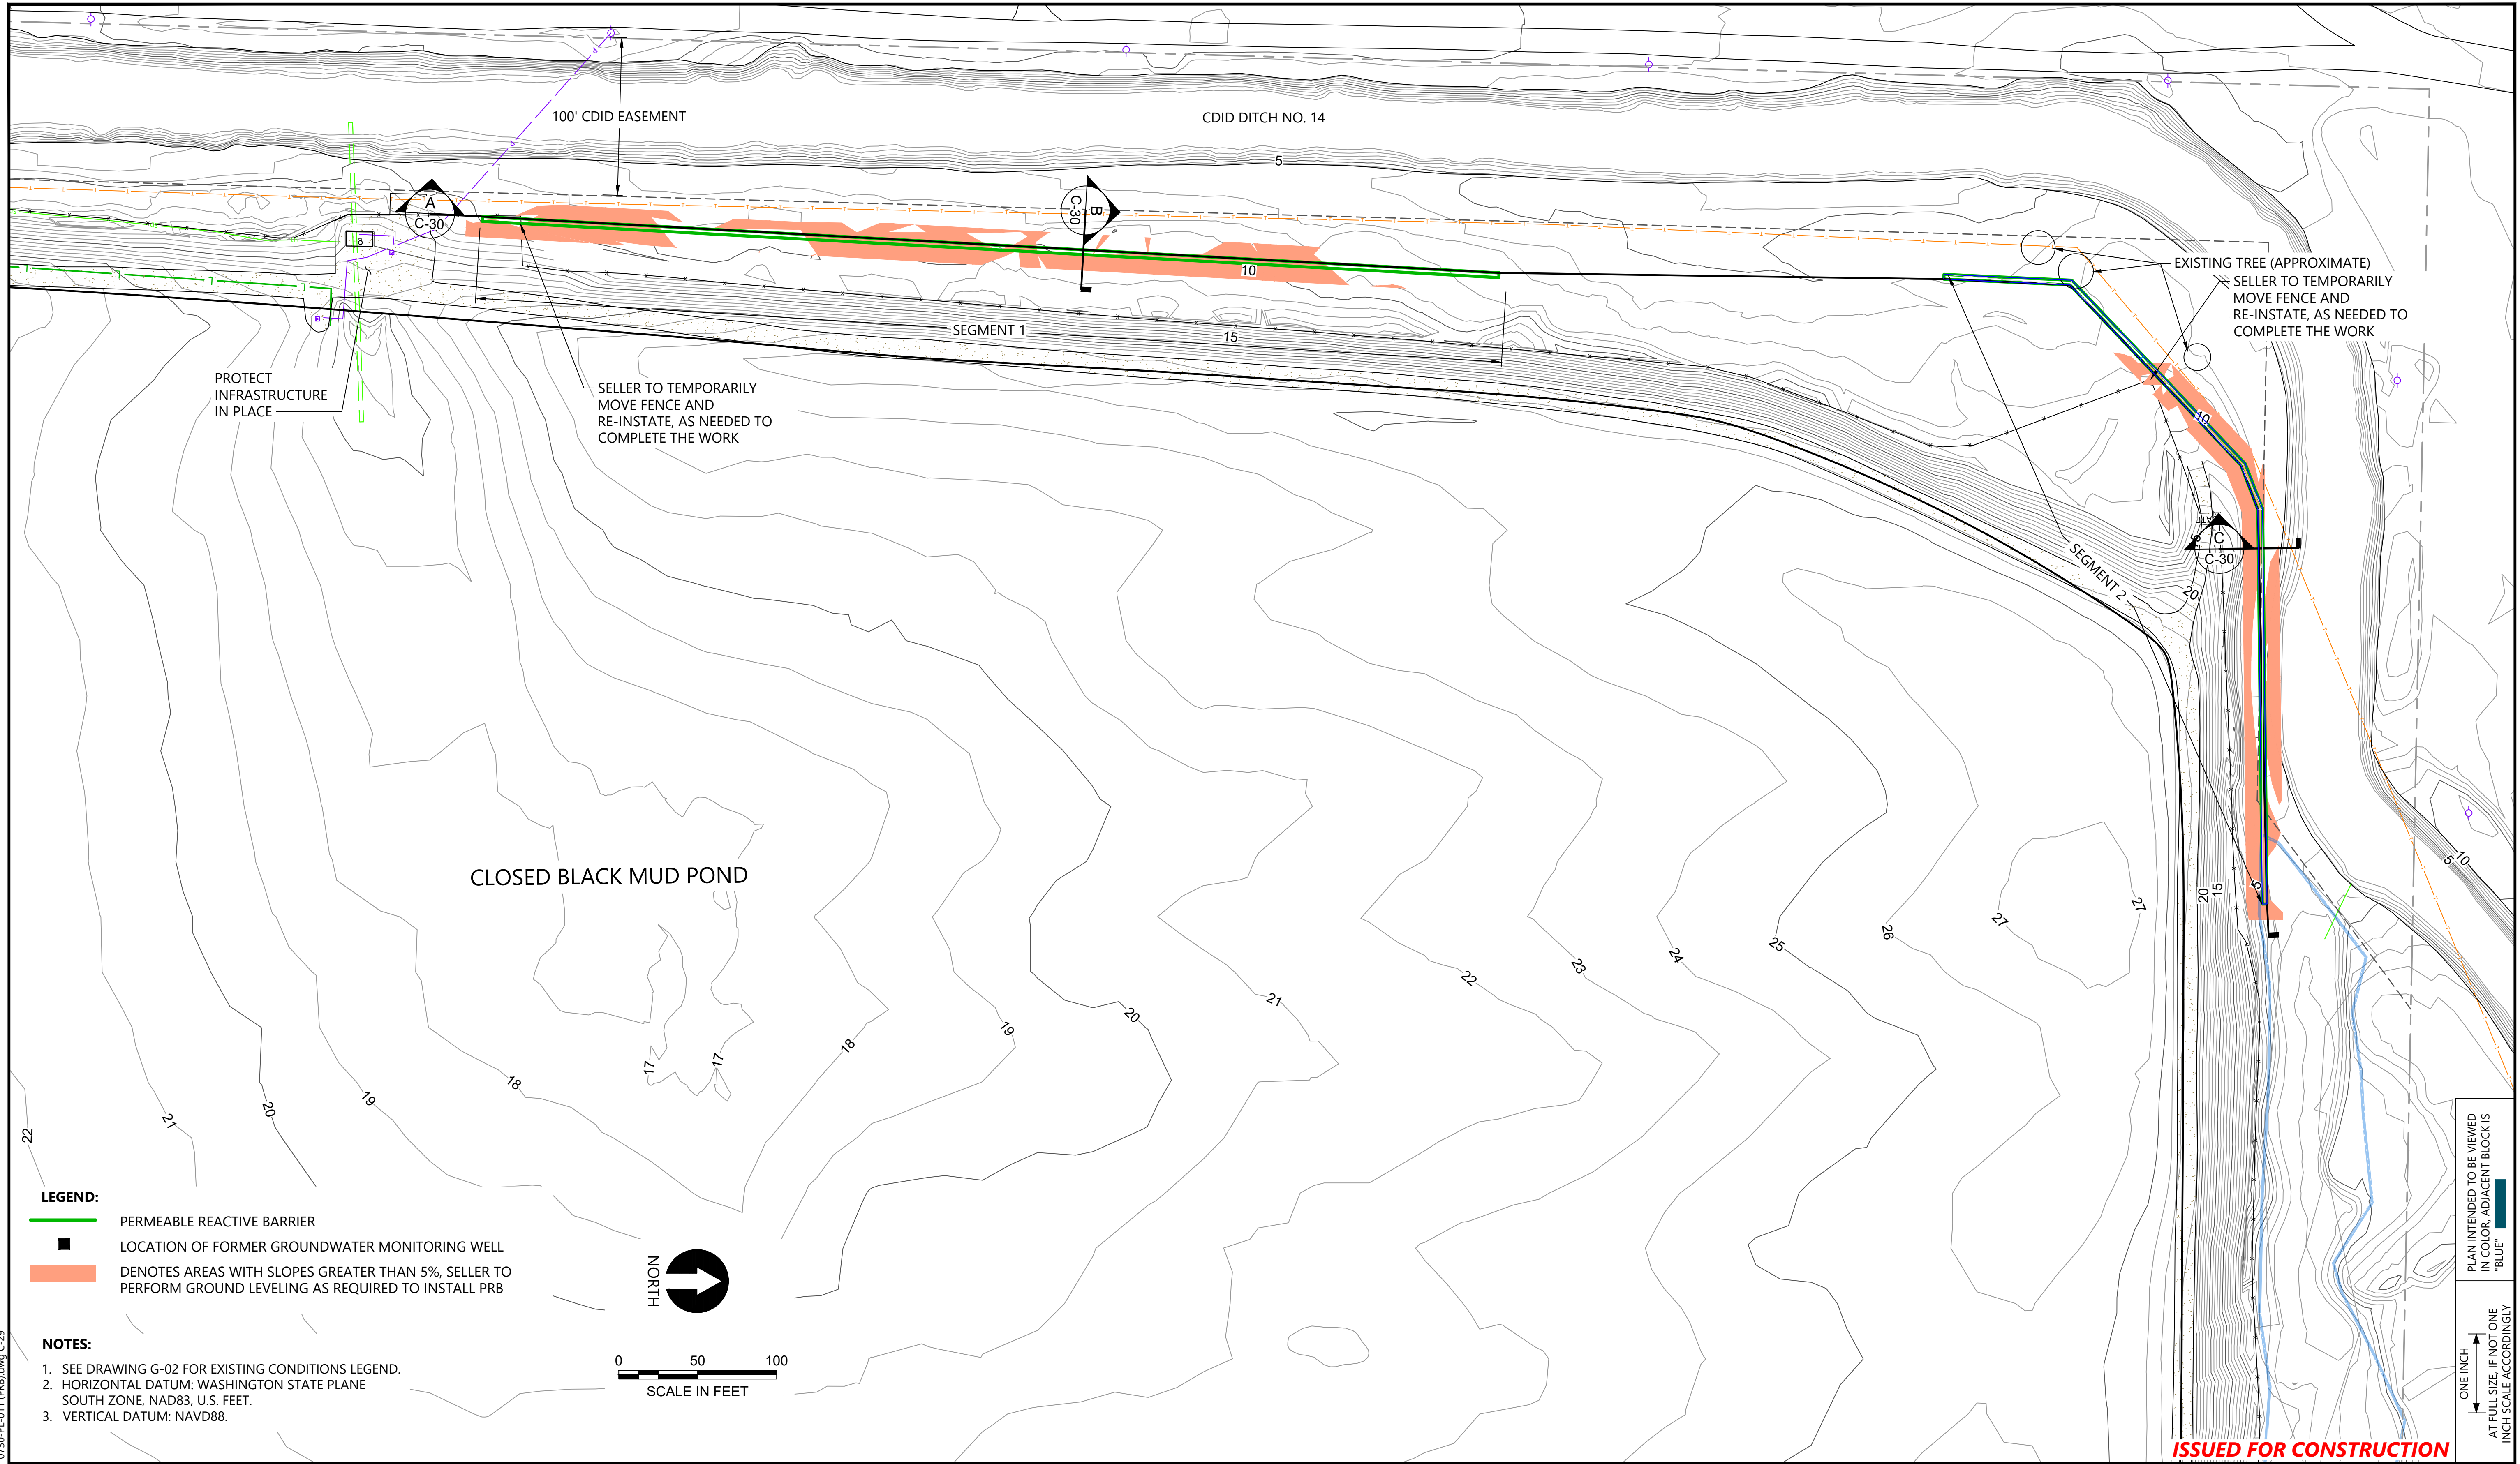 100' CDID EASEMENT
CDID DITCH NO. 14
5
A
C-30
B
C-30
10
EXISTING TREE (APPROXIMATE)
SELLER TO TEMPORARILY
MOVE FENCE AND
RE-INSTATE, AS NEEDED TO
COMPLETE THE WORK
SEGMENT 1
15
PROTECT
INFRASTRUCTURE
IN PLACE
SELLER TO TEMPORARILY
MOVE FENCE AND
RE-INSTATE, AS NEEDED TO
COMPLETE THE WORK
10
C
C-30
SEGMENT 2
20
CLOSED BLACK MUD POND
20
15
5
5
10
27
27
26
25
24
23
22
21
20
19
18
17
17
18
19
20
21
22
LEGEND:
PERMEABLE REACTIVE BARRIER
LOCATION OF FORMER GROUNDWATER MONITORING WELL
DENOTES AREAS WITH SLOPES GREATER THAN 5%, SELLER TO
PERFORM GROUND LEVELING AS REQUIRED TO INSTALL PRB
NORTH
NOTES:
1. SEE DRAWING G-02 FOR EXISTING CONDITIONS LEGEND.
2. HORIZONTAL DATUM: WASHINGTON STATE PLANE
SOUTH ZONE, NAD83, U.S. FEET.
3. VERTICAL DATUM: NAVD88.
0 50 100
SCALE IN FEET
PLAN INTENDED TO BE VIEWED
IN COLOR, ADJACENT BLOCK IS
"BLUE"
ONE INCH
AT FULL SIZE, IF NOT ONE
INCH SCALE ACCORDINGLY
ISSUED FOR CONSTRUCTION